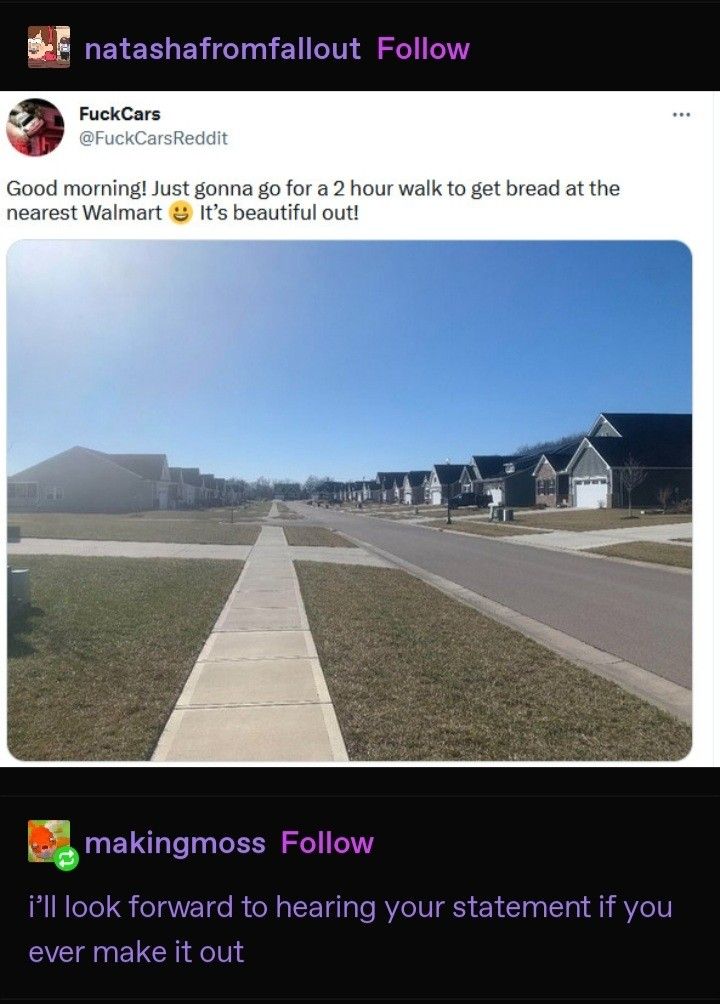 natashafromfallout Follow
FuckCars
@FuckCarsReddit
Good morning! Just gonna go for a 2 hour walk to get bread at the
nearest Walmart 😀 It’s beautiful out!
makingmoss Follow
i’ll look forward to hearing your statement if you
ever make it out